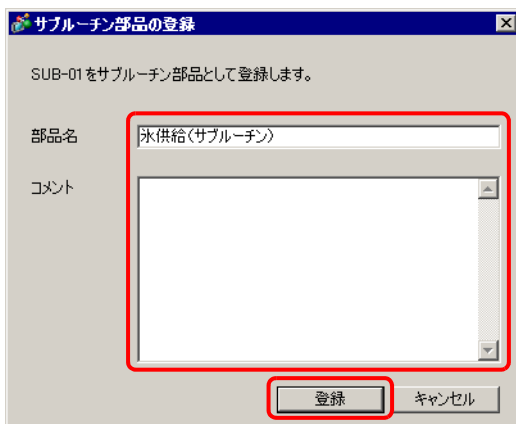 サブルーチン部品の登録
SUB-01をサブルーチン部品として登録します。
部品名
氷供給(サブルーチン)
コメント
登録
キャンセル